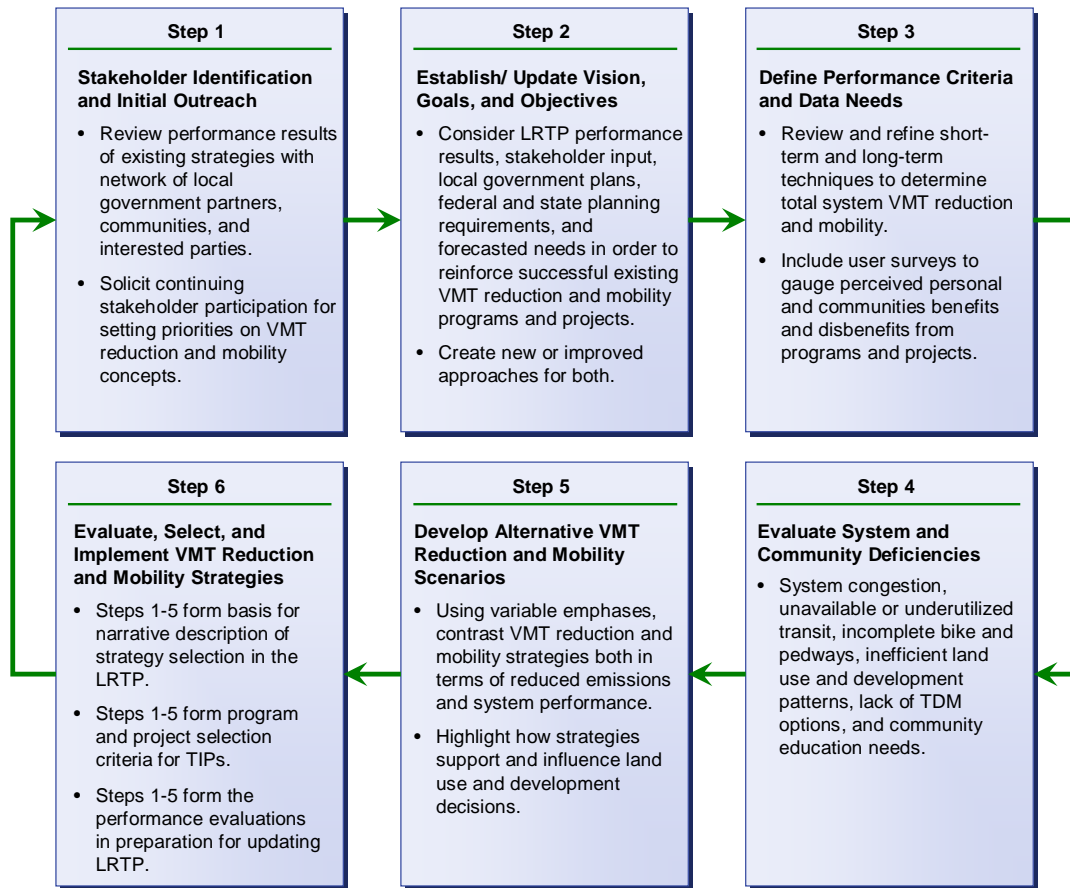 Step 1
Stakeholder Identification
and Initial Outreach
• Review performance results
of existing strategies with
network of local
government partners,
communities, and
interested parties.
• Solicit continuing
stakeholder participation for
setting priorities on VMT
reduction and mobility
concepts.
Step 2
Establish/ Update Vision,
Goals, and Objectives
• Consider LRTP performance
results, stakeholder input,
local government plans,
federal and state planning
requirements, and
forecasted needs in order to
reinforce successful existing
VMT reduction and mobility
programs and projects.
• Create new or improved
approaches for both.
Step 3
Define Performance Criteria
and Data Needs
• Review and refine short-
term and long-term
techniques to determine
total system VMT reduction
and mobility.
• Include user surveys to
gauge perceived personal
and communities benefits
and disbenefits from
programs and projects.
Step 4
Evaluate System and
Community Deficiencies
• System congestion,
unavailable or underutilized
transit, incomplete bike and
pedways, inefficient land
use and development
patterns, lack of TDM
options, and community
education needs.
Step 5
Develop Alternative VMT
Reduction and Mobility
Scenarios
• Using variable emphases,
contrast VMT reduction and
mobility strategies both in
terms of reduced emissions
and system performance.
• Highlight how strategies
support and influence land
use and development
decisions.
Step 6
Evaluate, Select, and
Implement VMT Reduction
and Mobility Strategies
• Steps 1-5 form basis for
narrative description of
strategy selection in the
LRTP.
• Steps 1-5 form program
and project selection
criteria for TIPs.
• Steps 1-5 form the
performance evaluations
in preparation for updating
LRTP.